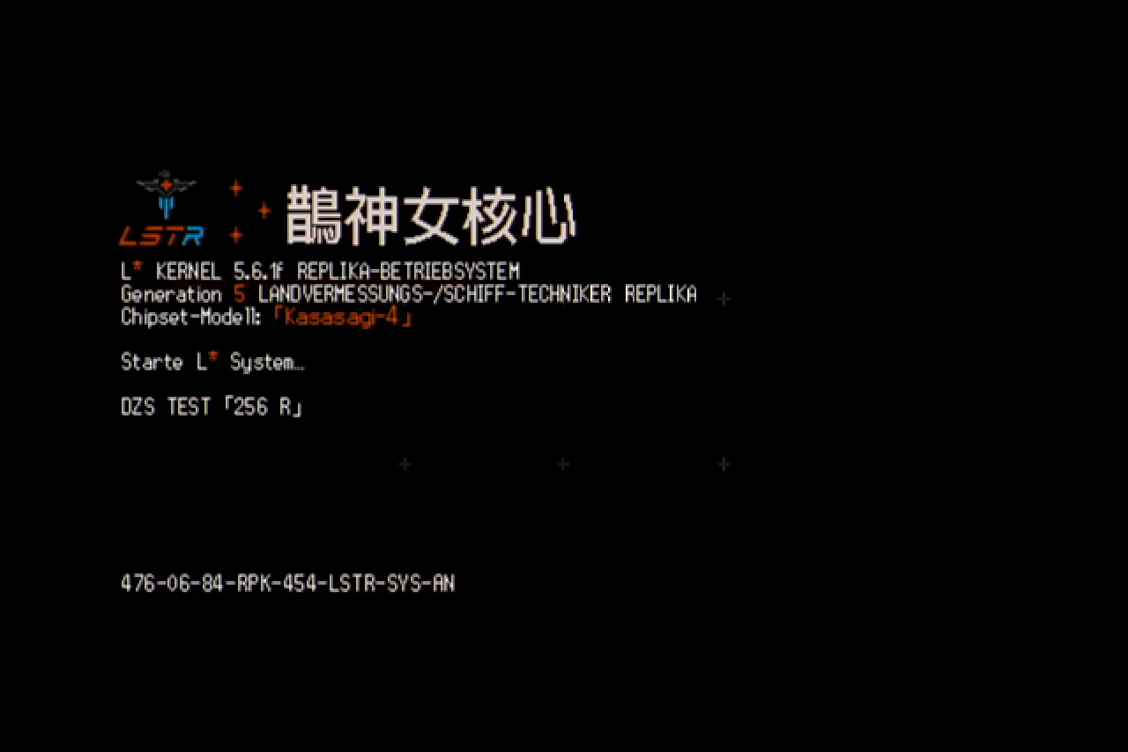 LSTR
鵲神女核心
L* KERNEL 5.6.1f REPLIKA-BETRIEBSYSTEM
Generation 5 LANDVERMESSUNGS-/SCHIFF-TECHNIKER REPLIKA
Chipset-Modell: 「Kasasagi-4」
Starte L* System…
DZS TEST 「256 R」
476-06-84-RPK-454-LSTR-SYS-AN